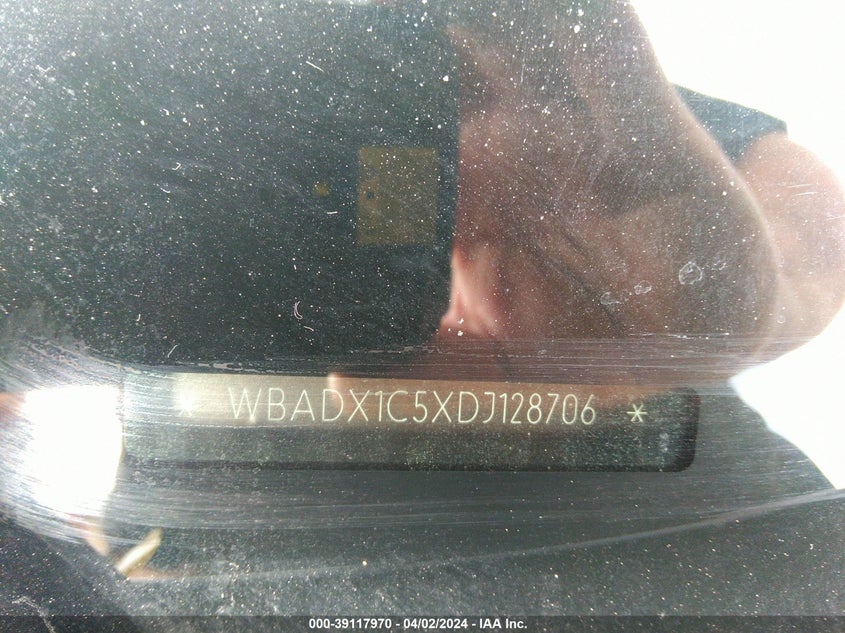 * WBADX1C5XDJ128706 *
000-39117970 - 04/02/2024 - IAA Inc.